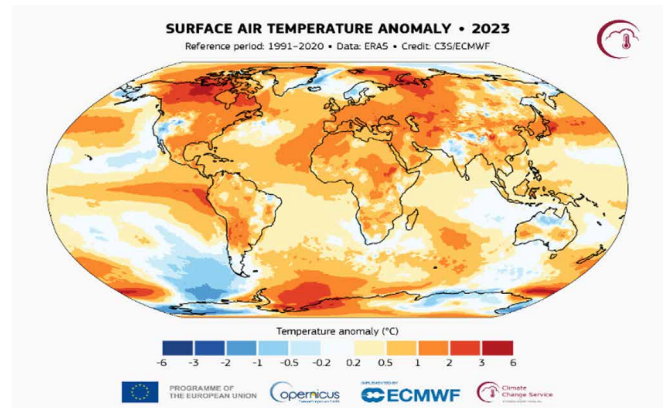 SURFACE AIR TEMPERATURE ANOMALY • 2023
Reference period: 1991–2020 • Data: ERA5 • Credit: C3S/ECMWF
Temperature anomaly (°C)
-6 -3 -2 -1 -0.5 -0.2 0.2 0.5 1 2 3 6
PROGRAMME OF
THE EUROPEAN UNION
opernicus
IMPLEMENTED BY
ECMWF
Climate
Change Service